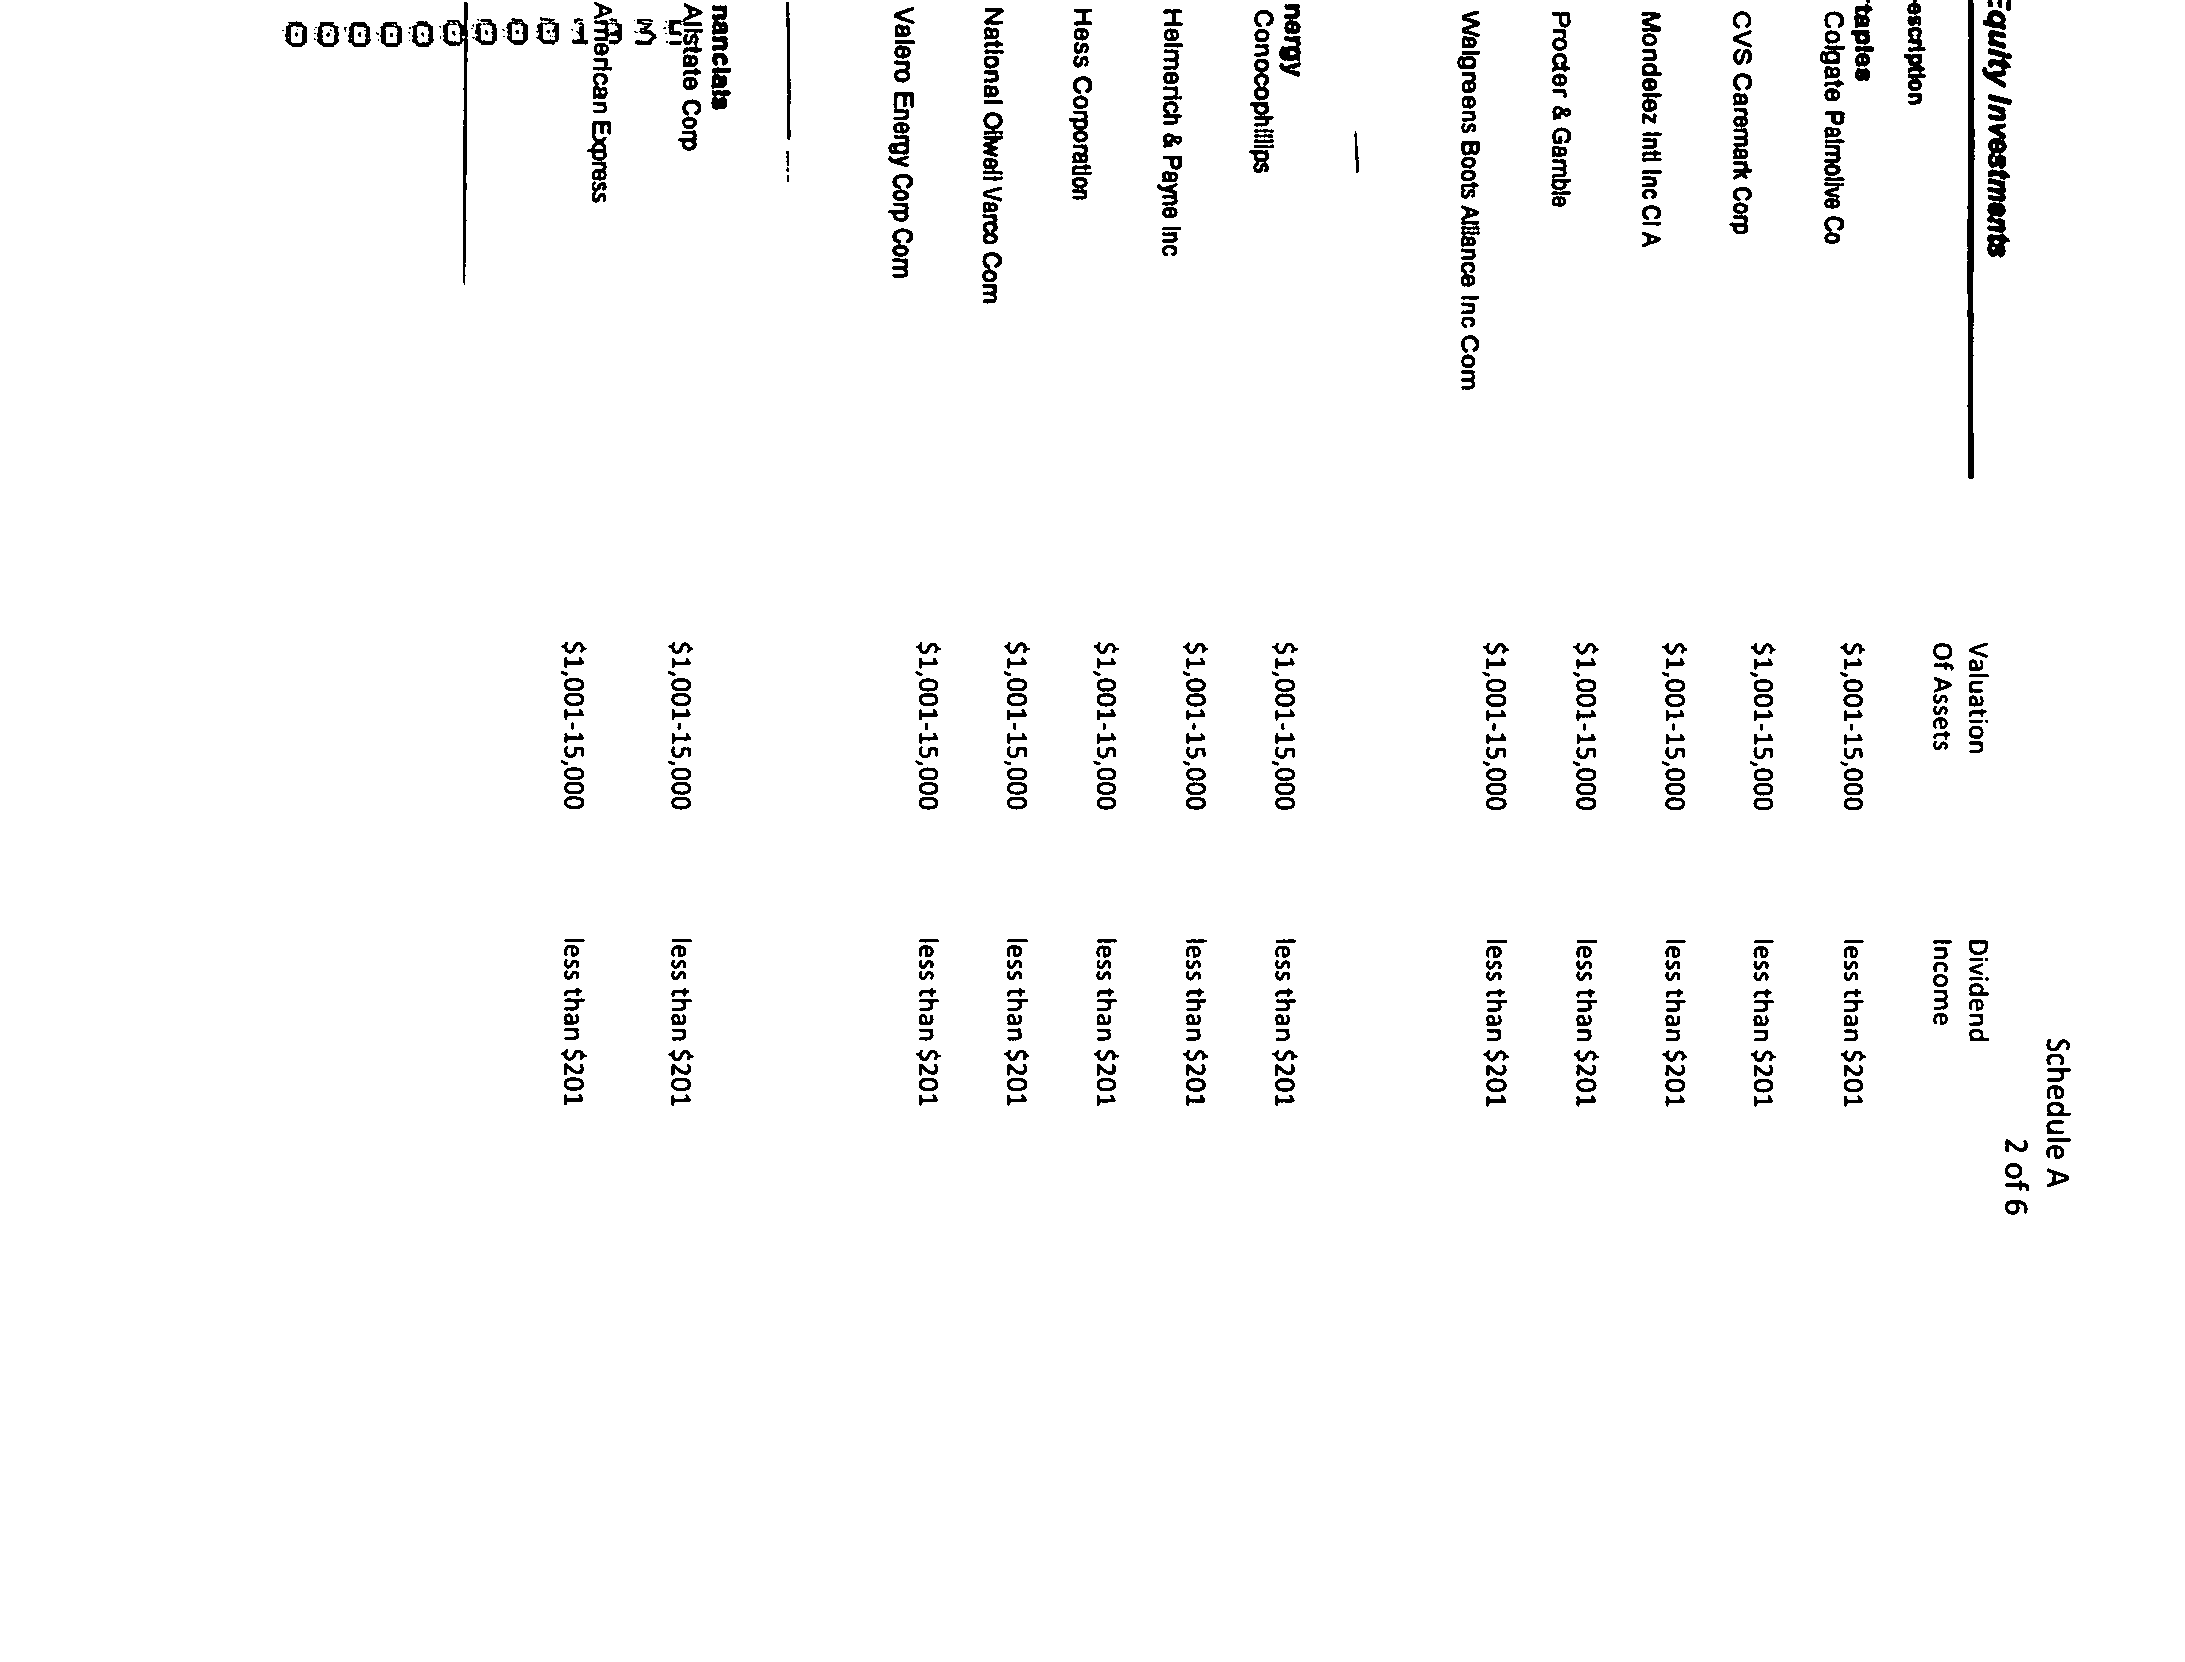 Schedule A
2 of 6
Equity Investments
Valuation Dividend
escription Of Assets Income
taples
Colgate Palmolive Co $1,001-15,000 less than $201
CVS Caremark Corp $1,001-15,000 less than $201
Mondelez Intl Inc Cl A $1,001-15,000 less than $201
Procter & Gamble $1,001-15,000 less than $201
Walgreens Boots Alliance Inc Com $1,001-15,000 less than $201
nergy
Conocophillips $1,001-15,000 less than $201
Helmerich & Payne Inc $1,001-15,000 less than $201
Hess Corporation $1,001-15,000 less than $201
National Oilwell Varco Com $1,001-15,000 less than $201
Valero Energy Corp Com $1,001-15,000 less than $201
nancials
Allstate Corp $1,001-15,000 less than $201
American Express $1,001-15,000 less than $201